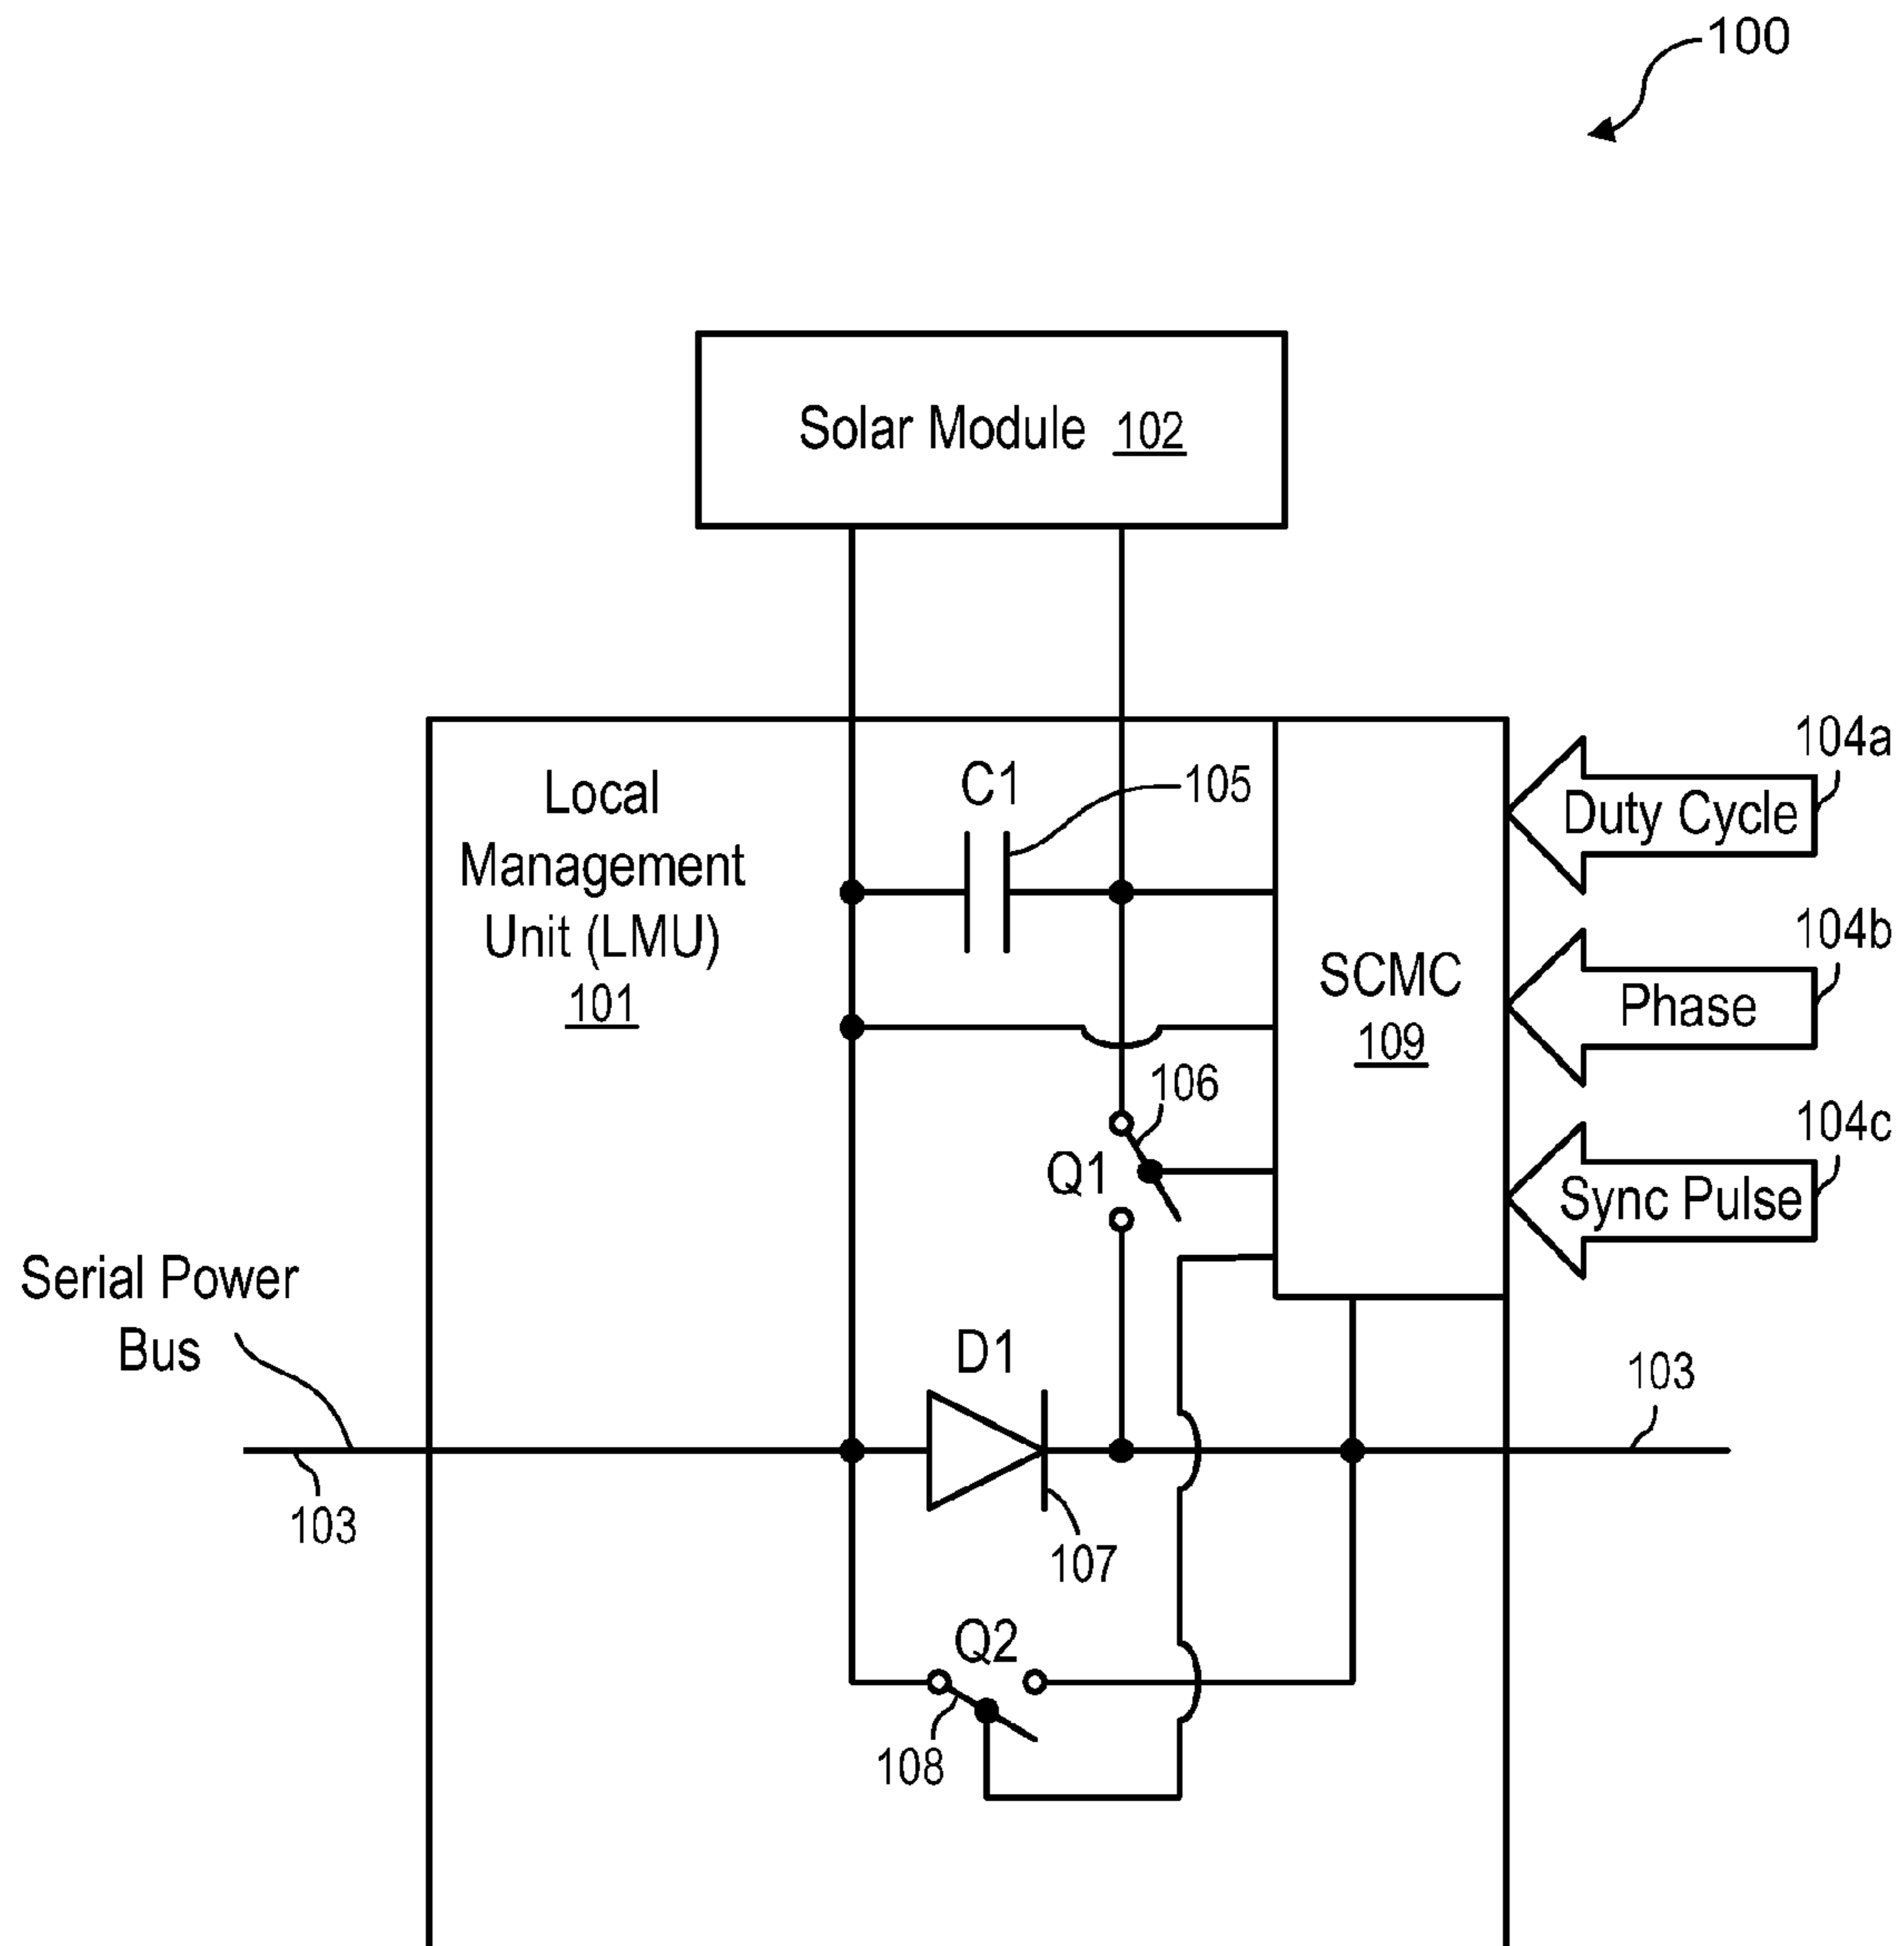 100
Solar Module 102
Local
Management
Unit (LMU)
101
C1
105
SCMC
109
Duty Cycle
104a
Phase
104b
Sync Pulse
104c
106
Q1
Serial Power
Bus
103
D1
107
103
Q2
108